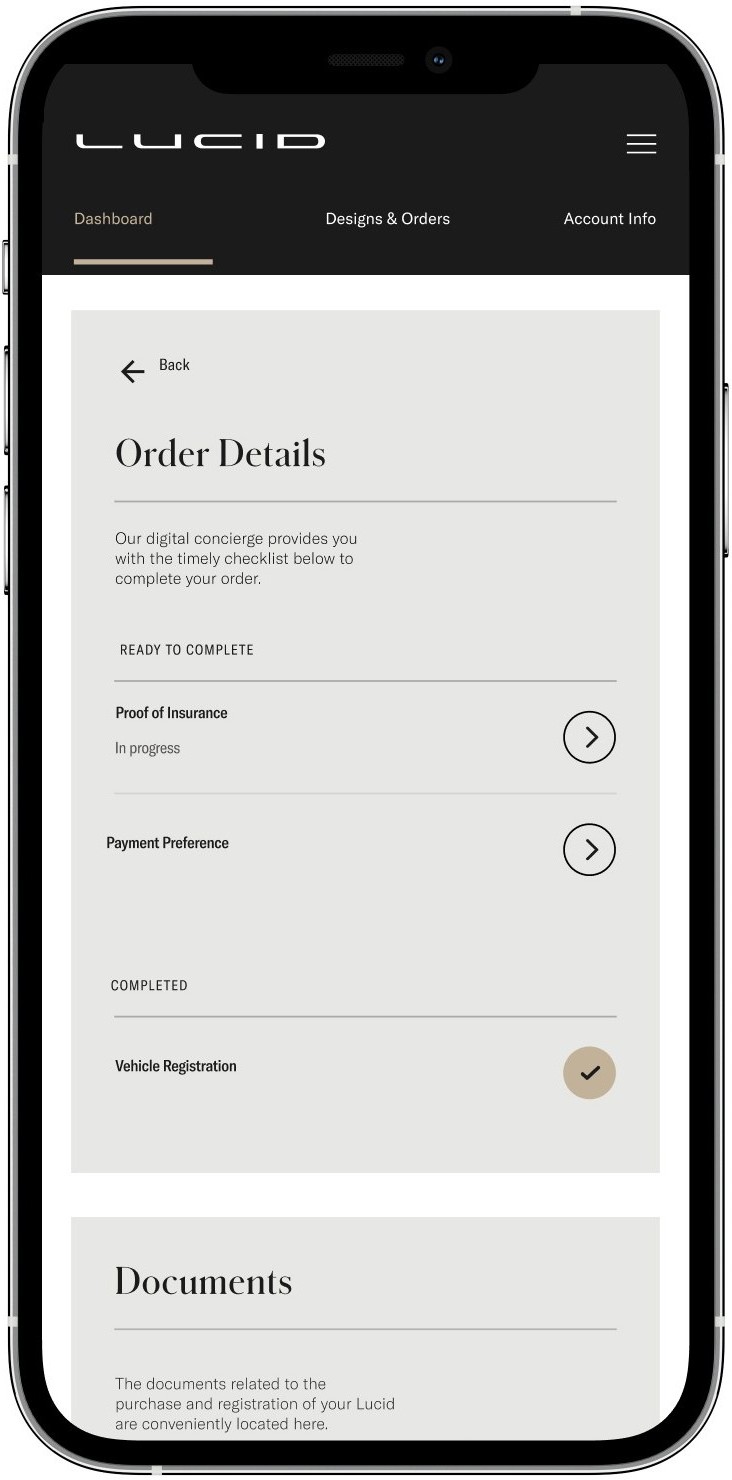 LUCID
Dashboard Designs & Orders Account Info
Back
Order Details
Our digital concierge provides you
with the timely checklist below to
complete your order.
READY TO COMPLETE
Proof of Insurance
In progress
Payment Preference
COMPLETED
Vehicle Registration
Documents
The documents related to the
purchase and registration of your Lucid
are conveniently located here.